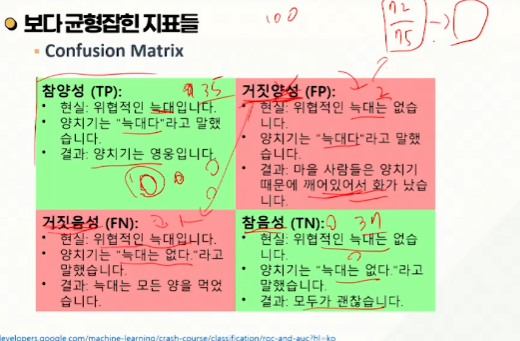 보다 균형잡힌 지표들
Confusion Matrix
100
72
75
참양성 (TP):
35
• 현실: 위협적인 늑대입니다.
• 양치기는 "늑대다"라고 말했
습니다.
• 결과: 양치기는 영웅입니다.
거짓양성 (FP):
2
• 현실: 위협적인 늑대는 없습
니다.
• 양치기는 "늑대다"라고 말했
습니다.
• 결과: 마을 사람들은 양치기
때문에 깨어있어서 화가 났습
니다.
거짓음성 (FN):
• 현실: 위협적인 늑대입니다.
• 양치기는 "늑대는 없다."라고
말했습니다.
• 결과: 늑대는 모든 양을 먹었
습니다.
참음성 (TN):
37
• 현실: 위협적인 늑대는 없습
니다.
• 양치기는 "늑대는 없다."라고
말했습니다.
• 결과: 모두가 괜찮습니다.
developers.google.com/machine-learning/crash-course/classification/roc-and-auc?hl=ko